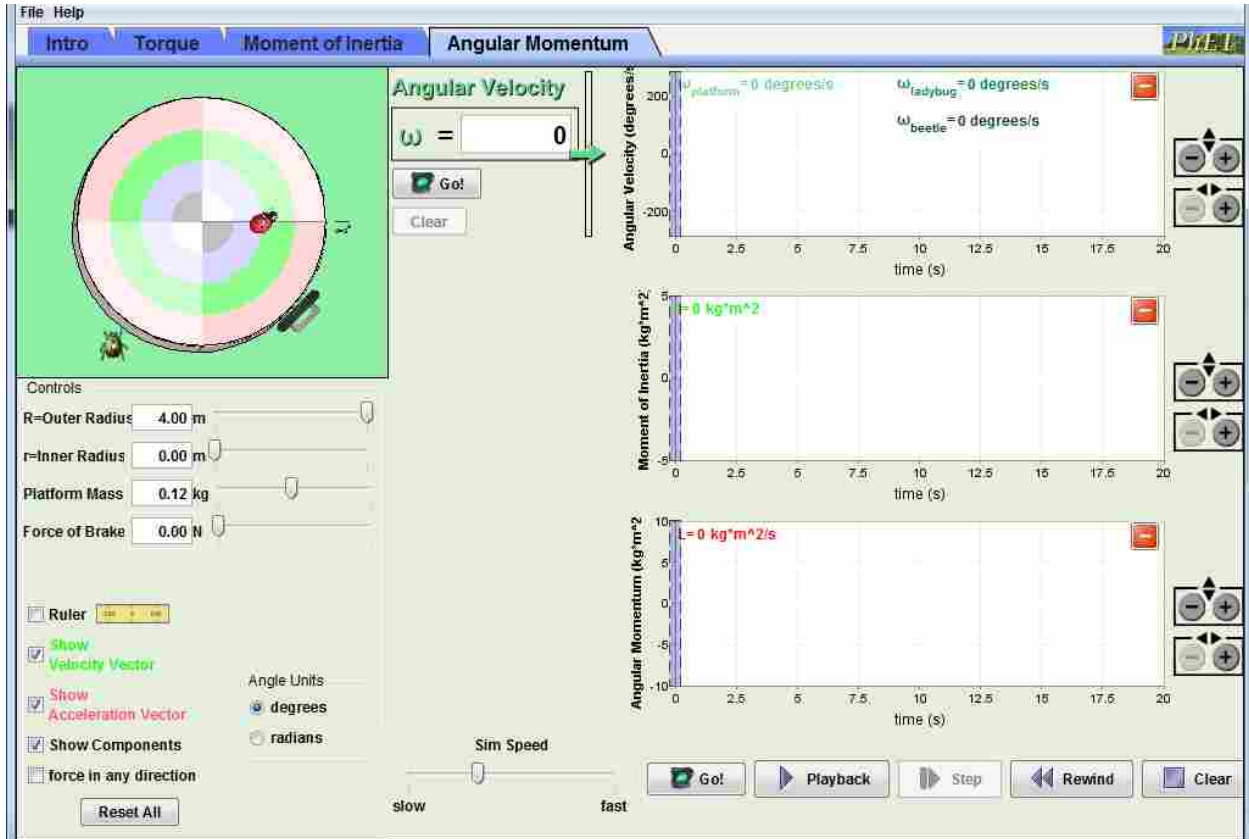 File Help
Intro Torque Moment of Inertia Angular Momentum
PhET
Angular Velocity
ω = 0
Go!
Clear
Controls
R=Outer Radius 4.00 m
r=Inner Radius 0.00 m
Platform Mass 0.12 kg
Force of Brake 0.00 N
Ruler
Show
Velocity Vector
Show
Acceleration Vector
Show Components
force in any direction
Reset All
Angle Units
degrees
radians
Sim Speed
slow fast
Angular Velocity (degrees/s
ω platform = 0 degrees/s ω ladybug = 0 degrees/s
ω beetle = 0 degrees/s
200
0
-200
0 2.5 5 7.5 10 12.5 15 17.5 20
time (s)
Moment of Inertia (kg*m^2)
I= 0 kg*m^2
5
0
-5
0 2.5 5 7.5 10 12.5 15 17.5 20
time (s)
Angular Momentum (kg*m^2
L= 0 kg*m^2/s
10
5
0
-5
-10
0 2.5 5 7.5 10 12.5 15 17.5 20
time (s)
Go! Playback Step Rewind Clear